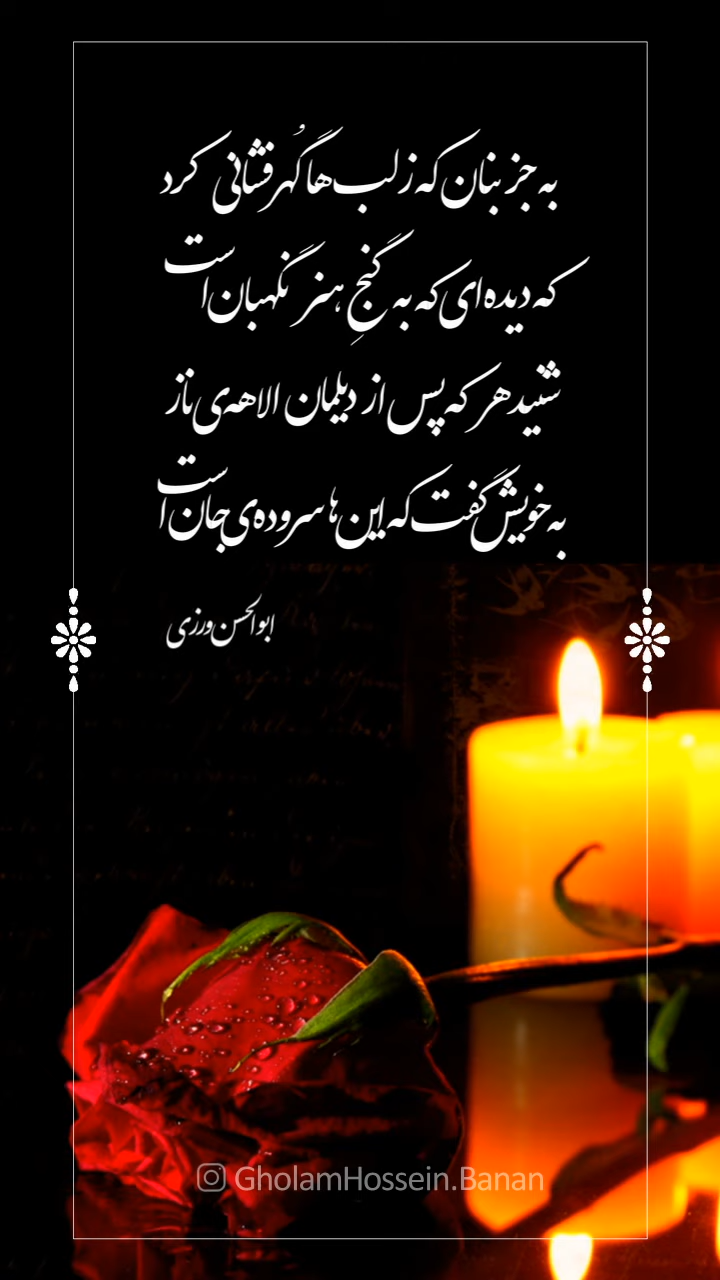 به جز بنان که ز لب‌ها گُهرفشانی کرد
که دیده‌ای که به گنجِ هنر نگهبان است
شنید هر که پس از دیلمان الاهه‌ی ناز
به خویش گفت که این‌ها سروده‌ی جان است
ابوالحسن ورزی
GholamHossein.Banan